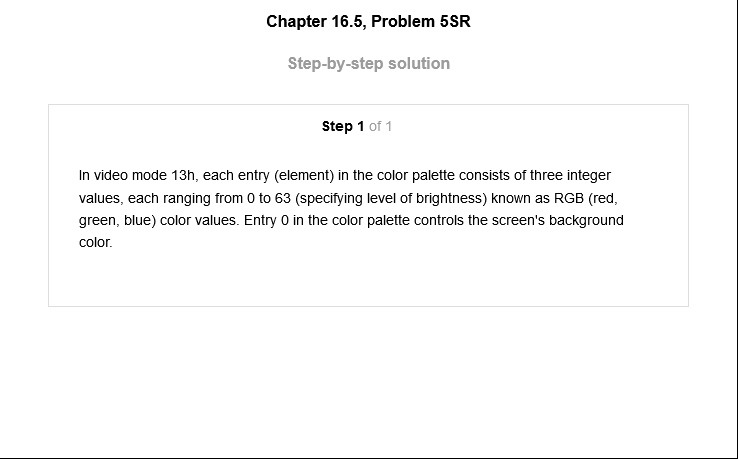 Chapter 16.5, Problem 5SR
Step-by-step solution
Step 1 of 1
In video mode 13h, each entry (element) in the color palette consists of three integer
values, each ranging from 0 to 63 (specifying level of brightness) known as RGB (red,
green, blue) color values. Entry 0 in the color palette controls the screen's background
color.